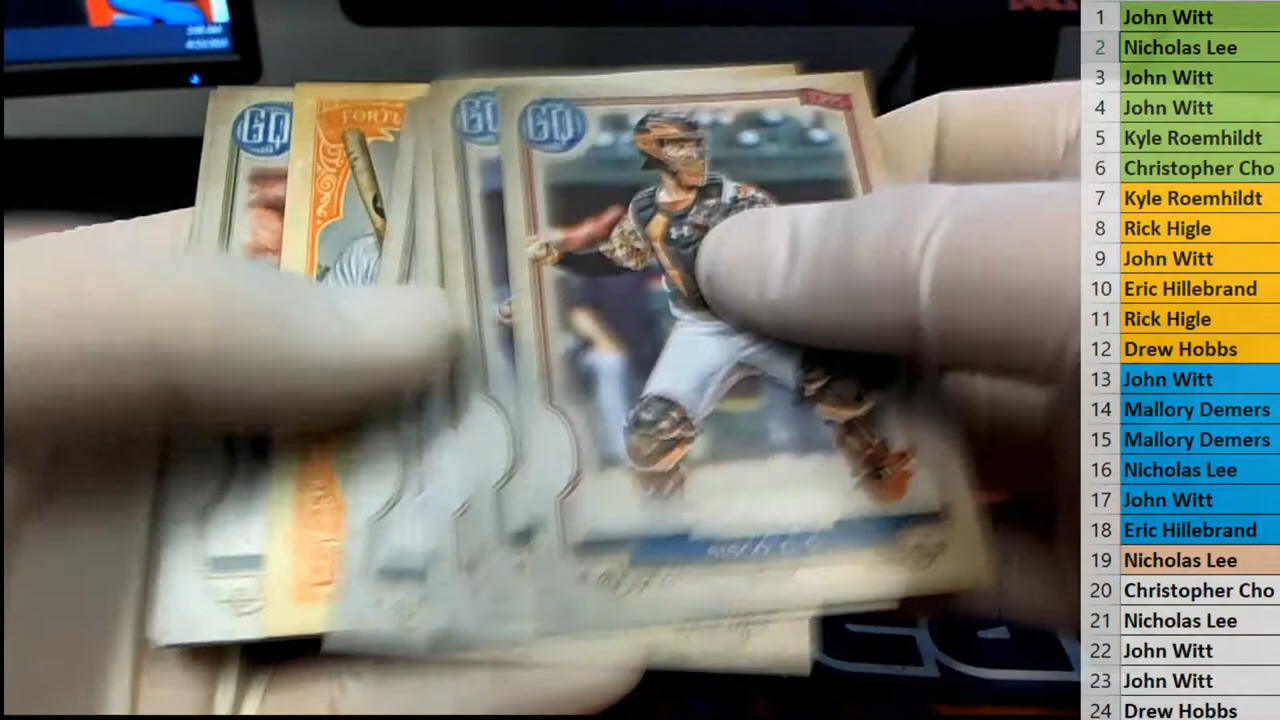 GQ
FORTU
GQ
GQ
1 John Witt
2 Nicholas Lee
3 John Witt
4 John Witt
5 Kyle Roemhildt
6 Christopher Cho
7 Kyle Roemhildt
8 Rick Higle
9 John Witt
10 Eric Hillebrand
11 Rick Higle
12 Drew Hobbs
13 John Witt
14 Mallory Demers
15 Mallory Demers
16 Nicholas Lee
17 John Witt
18 Eric Hillebrand
19 Nicholas Lee
20 Christopher Cho
21 Nicholas Lee
22 John Witt
23 John Witt
24 Drew Hobbs